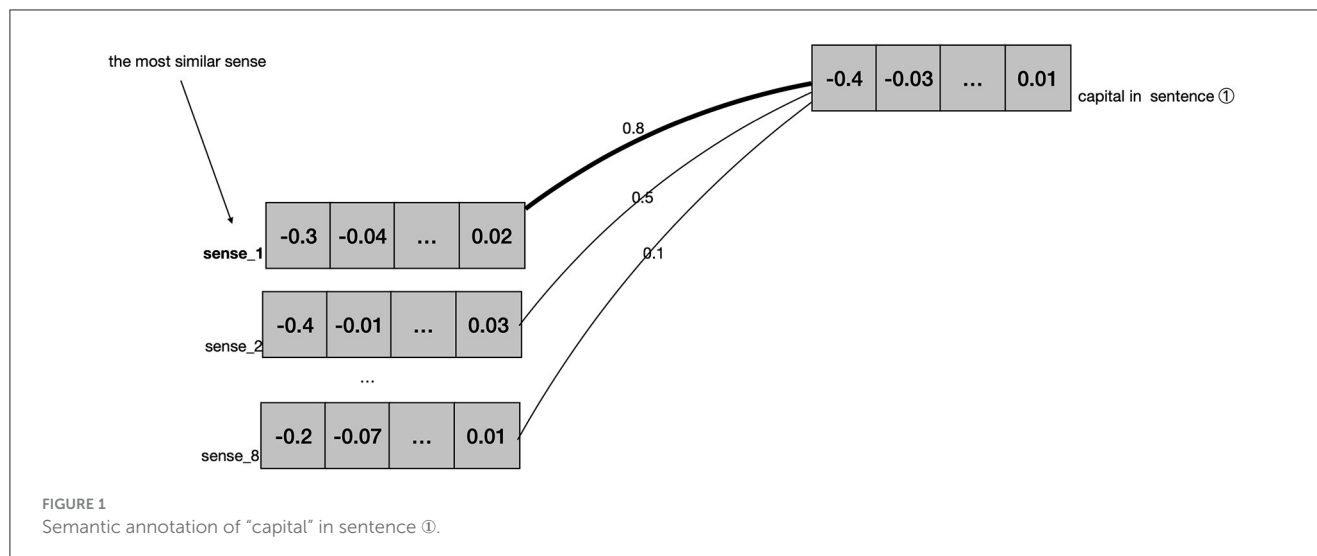 the most similar sense
-0.4 -0.03 ... 0.01
capital in sentence ①
0.8
0.5
0.1
sense_1 -0.3 -0.04 ... 0.02
sense_2 -0.4 -0.01 ... 0.03
...
sense_8 -0.2 -0.07 ... 0.01
FIGURE 1
Semantic annotation of “capital” in sentence ①.